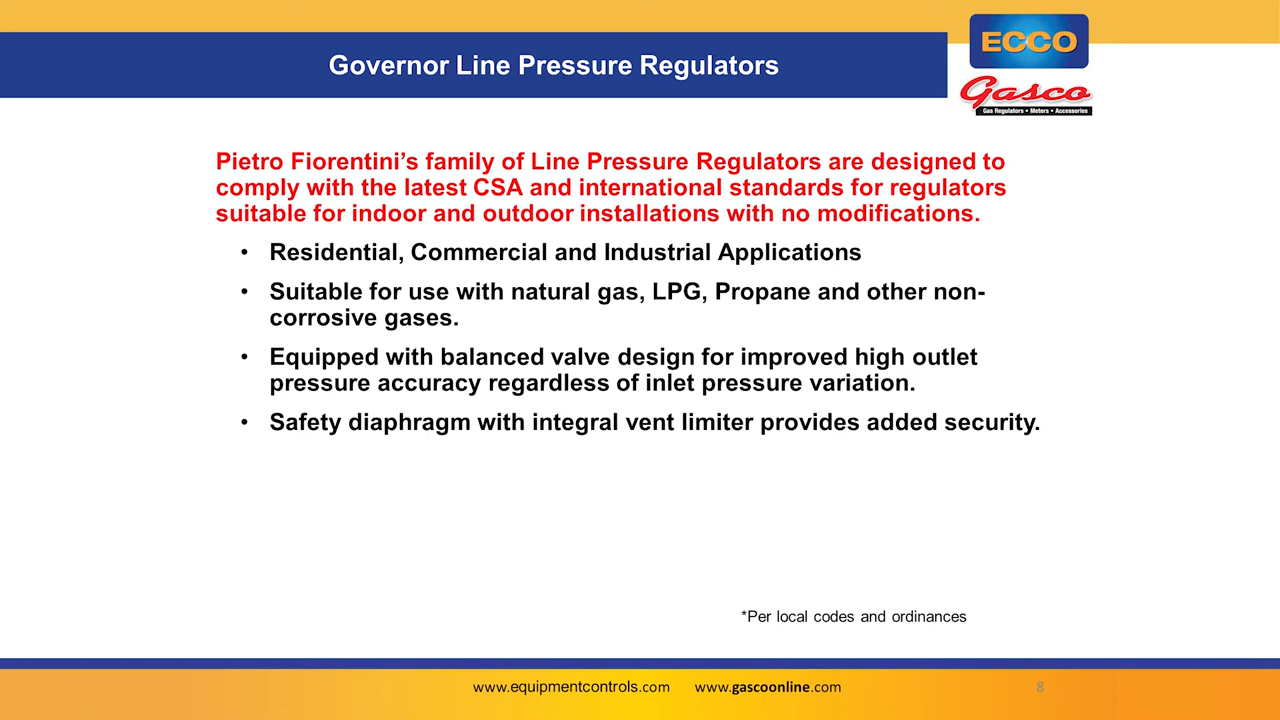 ECCO
Governor Line Pressure Regulators
Gasco
Gas Regulators • Meters • Accessories
Pietro Fiorentini’s family of Line Pressure Regulators are designed to
comply with the latest CSA and international standards for regulators
suitable for indoor and outdoor installations with no modifications.
• Residential, Commercial and Industrial Applications
• Suitable for use with natural gas, LPG, Propane and other non-
corrosive gases.
• Equipped with balanced valve design for improved high outlet
pressure accuracy regardless of inlet pressure variation.
• Safety diaphragm with integral vent limiter provides added security.
*Per local codes and ordinances
www.equipmentcontrols.com www.gascoonline.com 8